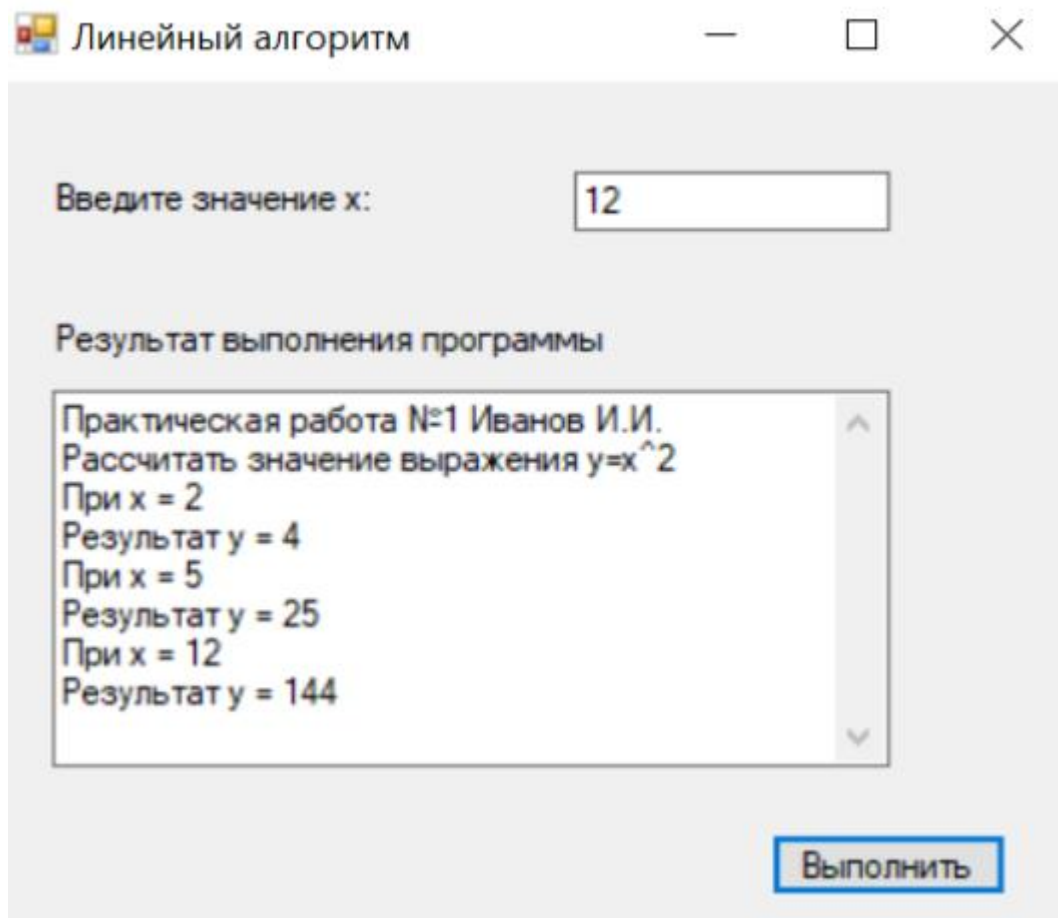 Линейный алгоритм
Введите значение x:
12
Результат выполнения программы
Практическая работа №1 Иванов И.И.
Рассчитать значение выражения y=x^2
При x = 2
Результат y = 4
При x = 5
Результат y = 25
При x = 12
Результат y = 144
Выполнить